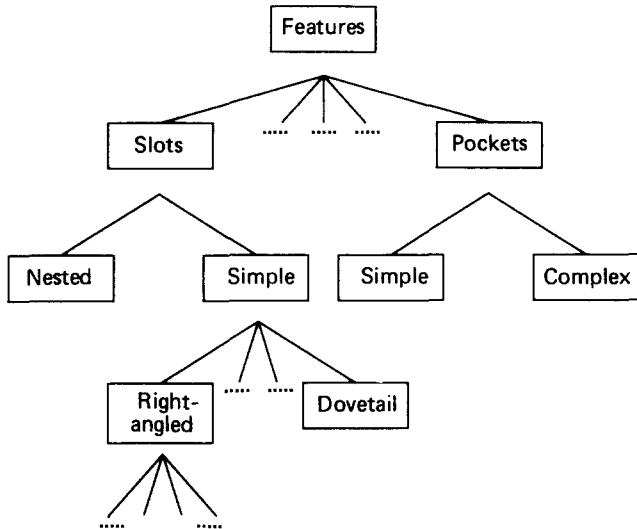 Features
Slots
.....
.....
.....
Pockets
Nested
Simple
Simple
Complex
Right-
angled
.....
.....
Dovetail
.....
.....